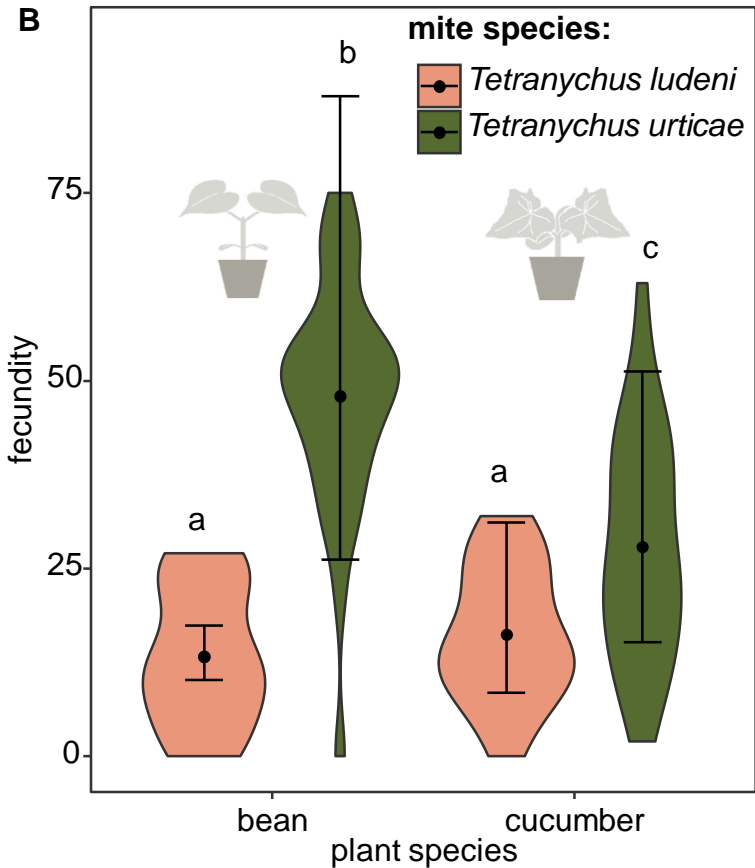 B
mite species:
Tetranychus ludeni
Tetranychus urticae
b
c
a
a
75
50
25
0
fecundity
bean
cucumber
plant species